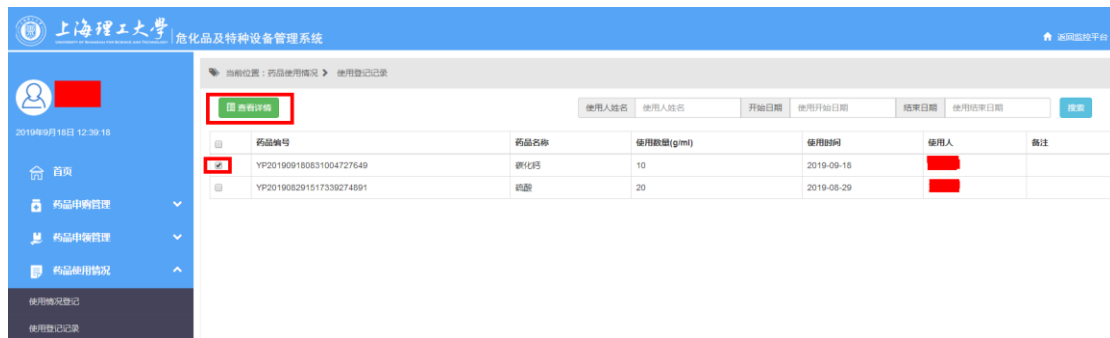 上海理工大学 危化品及特种设备管理系统
返回监控平台
当前位置:药品使用情况 使用登记记录
查看详情 使用人姓名 使用人姓名 开始日期 使用开始日期 结束日期 使用结束日期 搜索
2019年9月18日 12:39:18
药品编号 药品名称 使用数量(g/ml) 使用时间 使用人 备注
YP201909180831004727649 碳化钙 10 2019-09-18
YP201908291517339274891 硫酸 20 2019-08-29
首页
药品申购管理
药品申领管理
药品使用情况
使用情况登记
使用登记记录